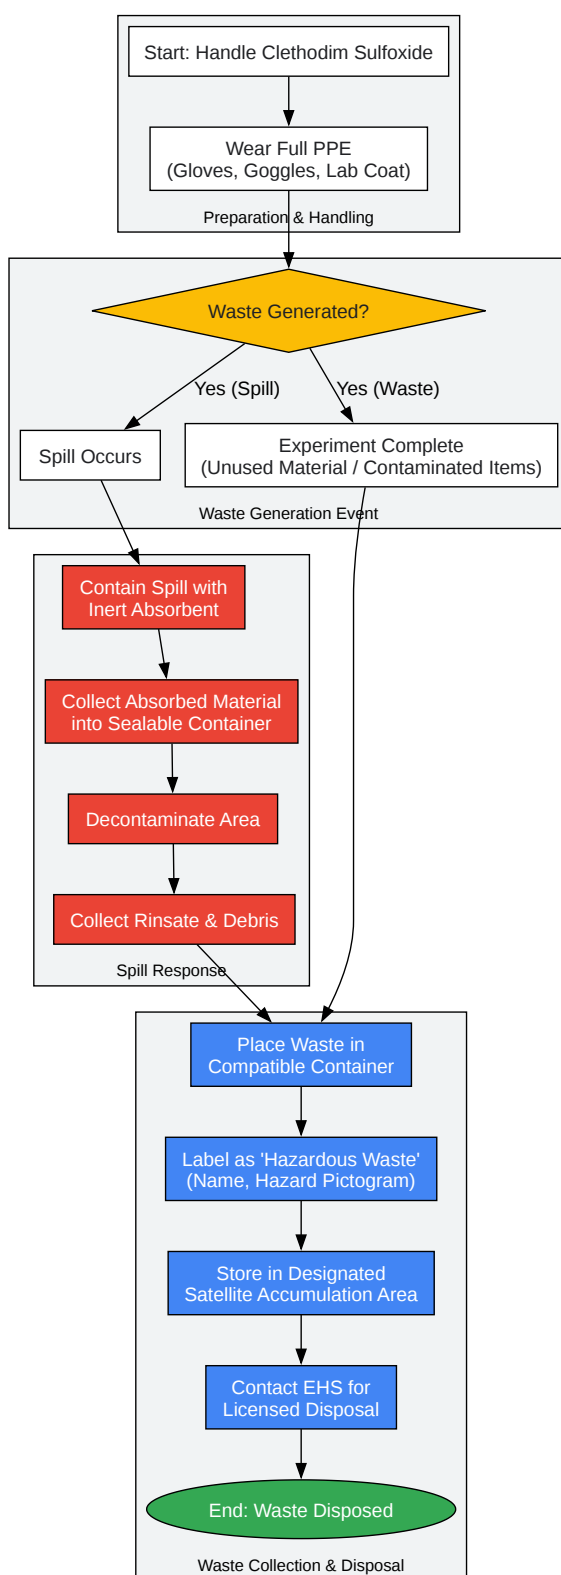 Start: Handle Clethodim Sulfoxide
Wear Full PPE
(Gloves, Goggles, Lab Coat)
Preparation & Handling
Waste Generated?
Yes (Spill)
Yes (Waste)
Spill Occurs
Experiment Complete
(Unused Material / Contaminated Items)
Waste Generation Event
Contain Spill with
Inert Absorbent
Collect Absorbed Material
into Sealable Container
Decontaminate Area
Collect Rinsate & Debris
Spill Response
Place Waste in
Compatible Container
Label as 'Hazardous Waste'
(Name, Hazard Pictogram)
Store in Designated
Satellite Accumulation Area
Contact EHS for
Licensed Disposal
End: Waste Disposed
Waste Collection & Disposal